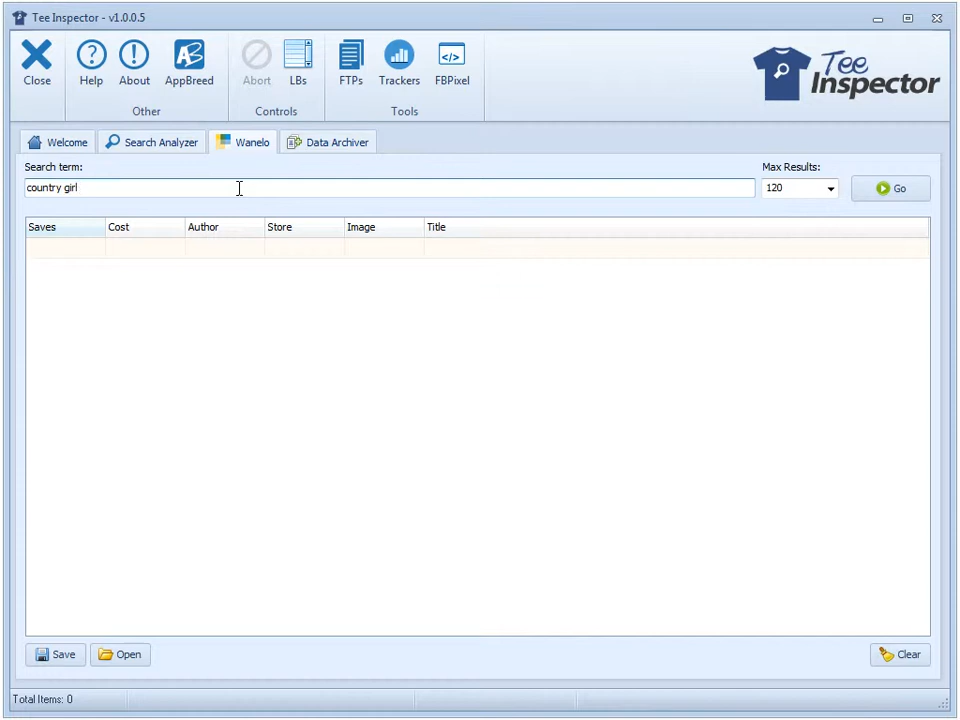 Tee Inspector - v1.0.0.5
Close
Help
About
AppBreed
Abort
LBs
FTPs
Trackers
FBPixel
Other
Controls
Tools
Tee
Inspector
Welcome
Search Analyzer
Wanelo
Data Archiver
Search term:
Max Results:
country girl
120
Go
Saves
Cost
Author
Store
Image
Title
Save
Open
Clear
Total Items: 0